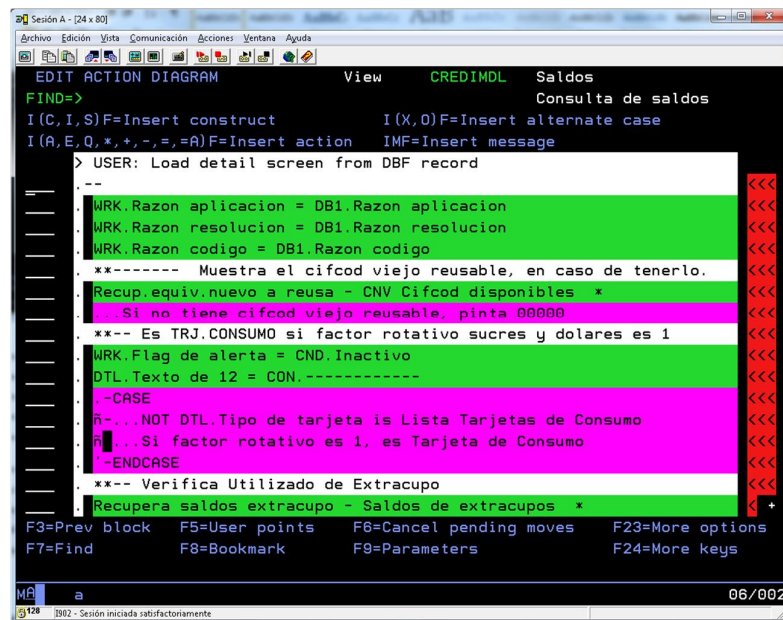 Sesión A - [24 x 80]
Archivo Edición Vista Comunicación Acciones Ventana Ayuda
EDIT ACTION DIAGRAM View CREDIMDL Saldos
FIND=> Consulta de saldos
I(C,I,S)F=Insert construct I(X,O)F=Insert alternate case
I(A,E,Q,*,+,-,=,=A)F=Insert action IMF=Insert message
> USER: Load detail screen from DBF record
.-- <<<
. WRK.Razon aplicacion = DB1.Razon aplicacion <<<
. WRK.Razon resolucion = DB1.Razon resolucion <<<
. WRK.Razon codigo = DB1.Razon codigo <<<
. **------- Muestra el cifcod viejo reusable, en caso de tenerlo. <<<
. Recup.equiv.nuevo a reusa - CNV Cifcod disponibles * <<<
. ...Si no tiene cifcod viejo reusable, pinta 00000 <<<
. **-- Es TRJ.CONSUMO si factor rotativo sucres y dolares es 1 <<<
. WRK.Flag de alerta = CND.Inactivo <<<
. DTL.Texto de 12 = CON.------------ <<<
. .-CASE <<<
. ñ-...NOT DTL.Tipo de tarjeta is Lista Tarjetas de Consumo <<<
. ñ ...Si factor rotativo es 1, es Tarjeta de Consumo <<<
. '-ENDCASE <<<
. **-- Verifica Utilizado de Extracupo <<<
. Recupera saldos extracupo - Saldos de extracupos * < +
F3=Prev block F5=User points F6=Cancel pending moves F23=More options
F7=Find F8=Bookmark F9=Parameters F24=More keys
MA a 06/002
I902 - Sesión iniciada satisfactoriamente